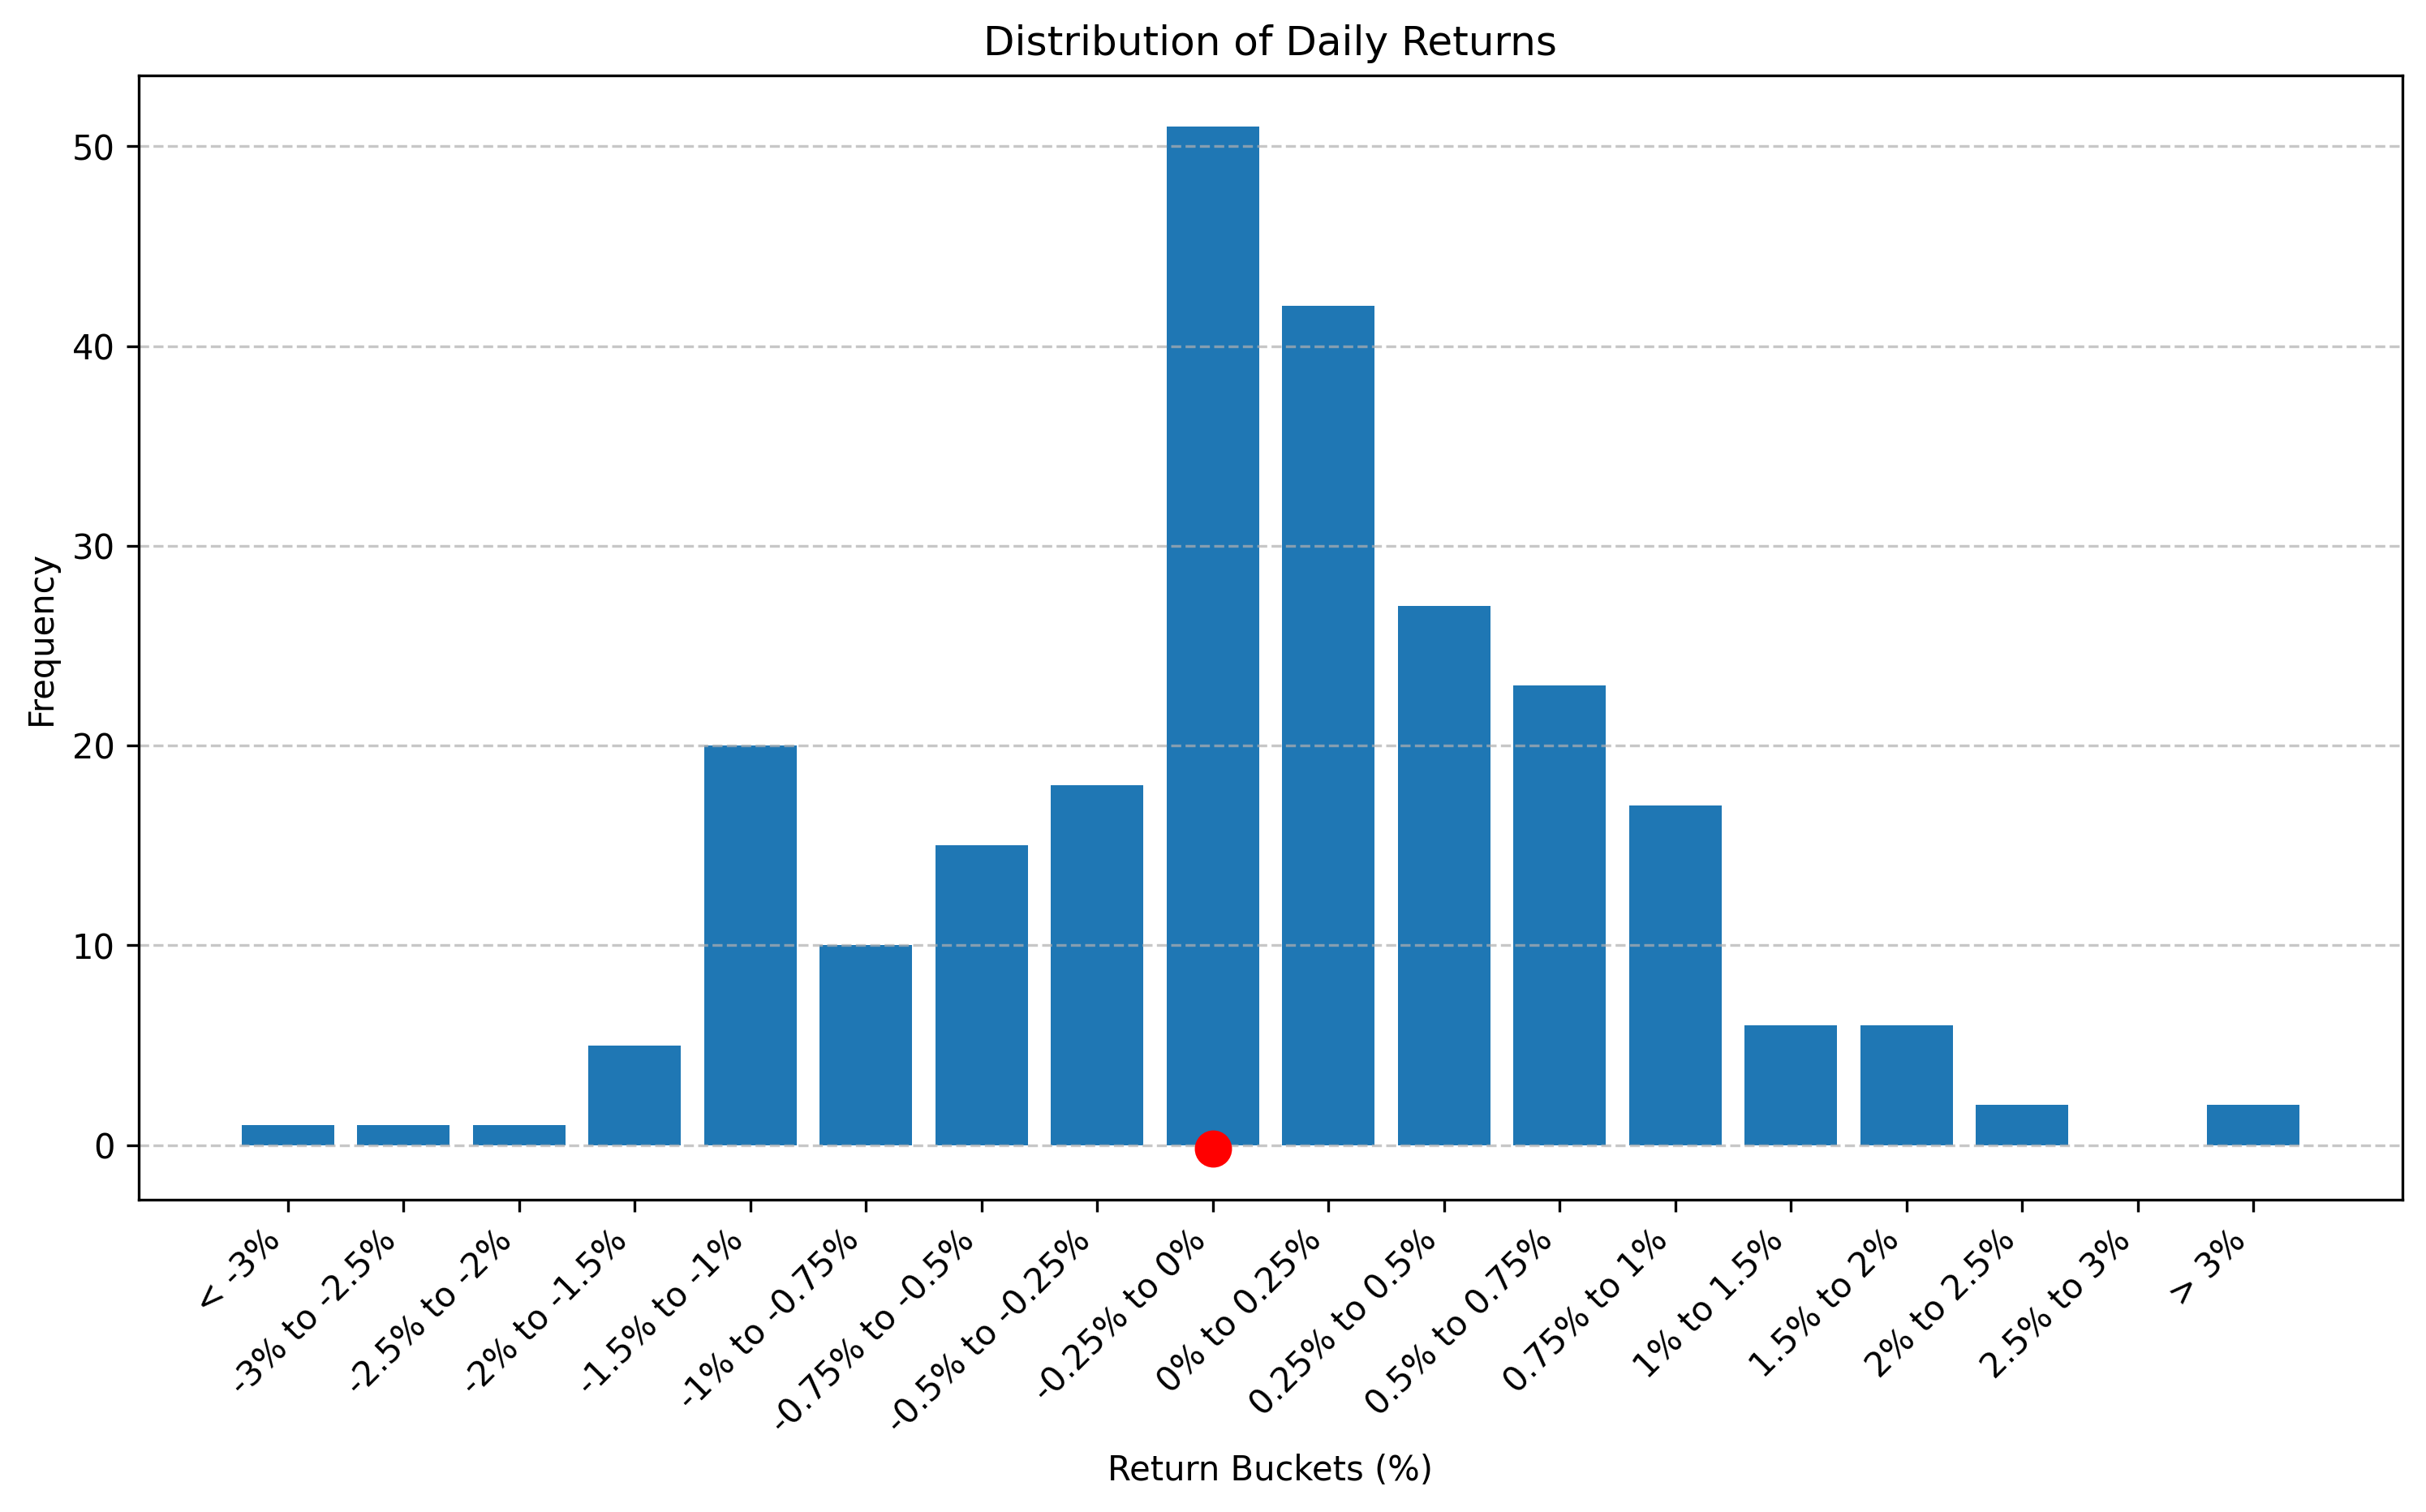 Distribution of Daily Returns
Frequency
50
40
30
20
10
0
< -3%
-3% to -2.5%
-2.5% to -2%
-2% to -1.5%
-1.5% to -1%
-1% to -0.75%
-0.75% to -0.5%
-0.5% to -0.25%
-0.25% to 0%
0% to 0.25%
0.25% to 0.5%
0.5% to 0.75%
0.75% to 1%
1% to 1.5%
1.5% to 2%
2% to 2.5%
2.5% to 3%
> 3%
Return Buckets (%)